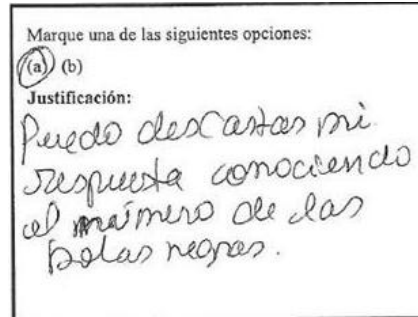 Marque una de las siguientes opciones:
(a) (b)
Justificación:
Puedo descartar mi
respuesta conociendo
el número de las
bolas negras.